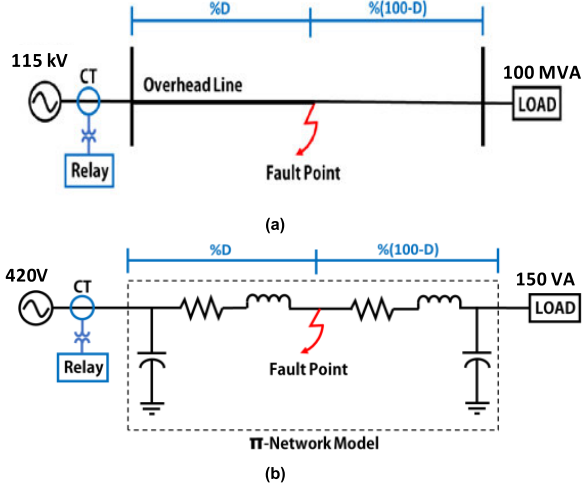 %D %(100-D)
115 kV CT Overhead Line 100 MVA
LOAD
Relay Fault Point
(a)
%D %(100-D)
420V CT 150 VA
LOAD
Relay Fault Point
π-Network Model
(b)